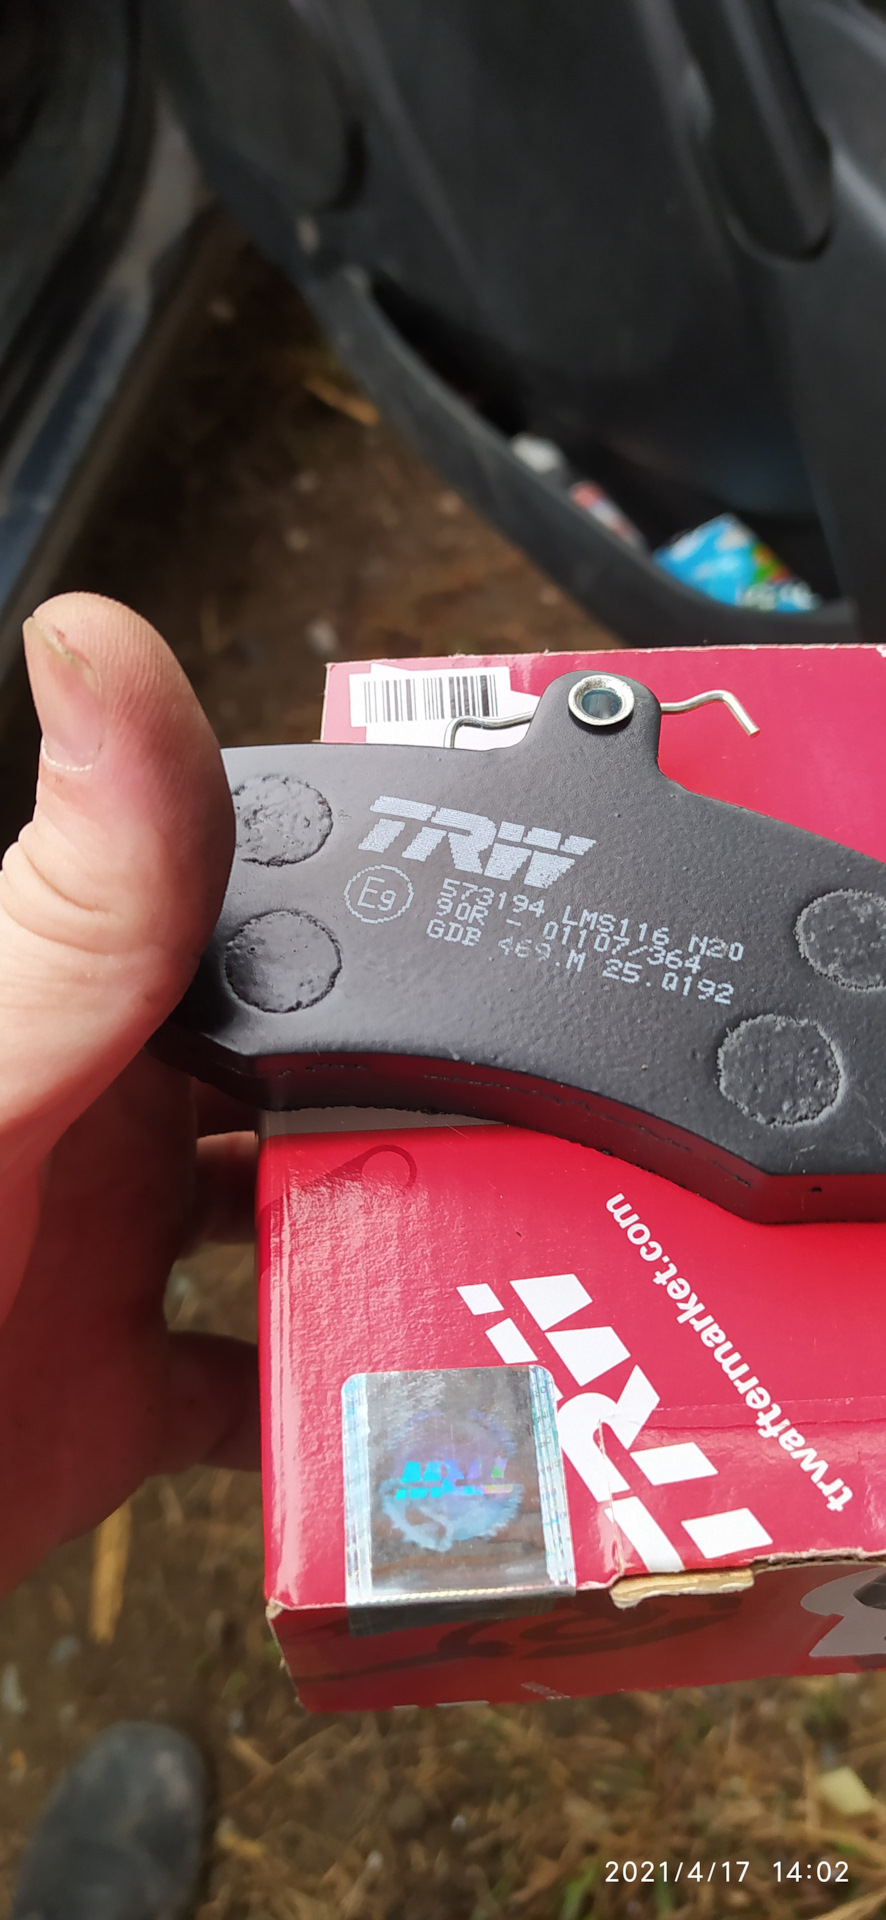 TRW
E9 573194 LMS116 N20
90R - 01107/364
GDB 469.M 25.0192
trwaftermarket.com
TRW
TRW
2021/4/17 14:02